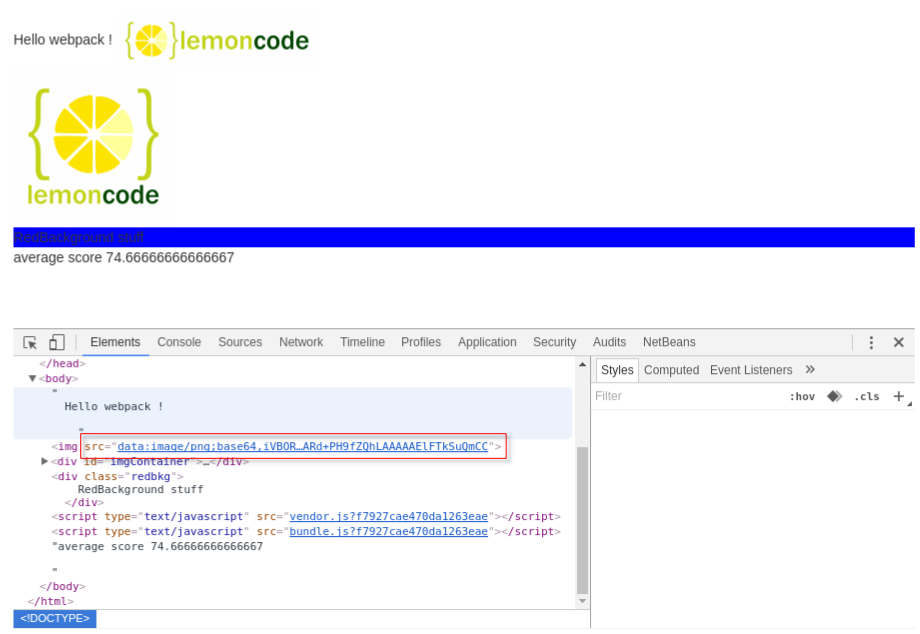 Hello webpack ! {}lemoncode
{ }
lemoncode
RedBackground stuff
average score 74.66666666666667
Elements Console Sources Network Timeline Profiles Application Security Audits NetBeans
</head>
<body>
"
Hello webpack !
"
<img src="data:image/png;base64,iVBOR…ARd+PH9fZQhLAAAAAElFTkSuQmCC">
<div id="imgContainer">…</div>
<div class="redbkg">
RedBackground stuff
</div>
<script type="text/javascript" src="vendor.js?f7927cae470da1263eae"></script>
<script type="text/javascript" src="bundle.js?f7927cae470da1263eae"></script>
"average score 74.66666666666667
"
</body>
</html>
<!DOCTYPE>
Styles Computed Event Listeners »
Filter :hov .cls +